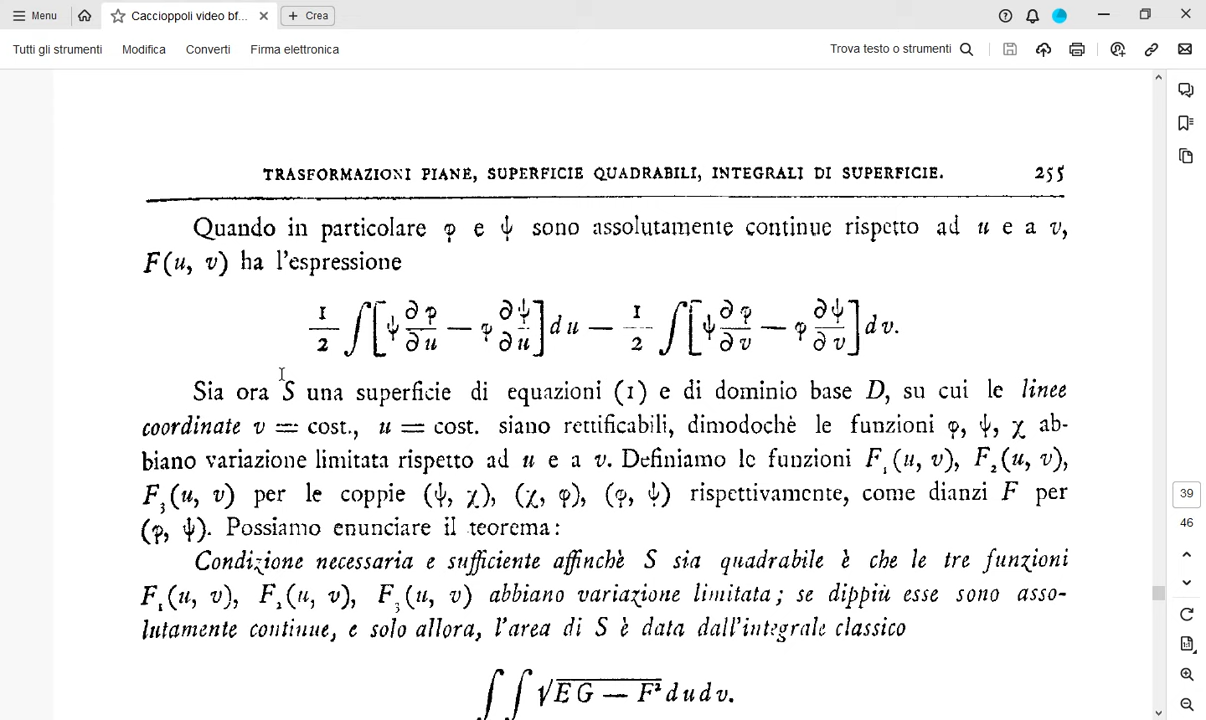 Menu
Caccioppoli video bf...
Crea
Tutti gli strumenti Modifica Converti Firma elettronica Trova testo o strumenti
TRASFORMAZIONI PIANE, SUPERFICIE QUADRABILI, INTEGRALI DI SUPERFICIE. 255
Quando in particolare φ e ψ sono assolutamente continue rispetto ad u e a v,
F(u, v) ha l'espressione
1/2 ∫[ψ ∂φ/∂u — φ ∂ψ/∂u] du — 1/2 ∫[ψ ∂φ/∂v — φ ∂ψ/∂v] dv.
Sia ora S una superficie di equazioni (1) e di dominio base D, su cui le linee
coordinate v = cost., u = cost. siano rettificabili, dimodochè le funzioni φ, ψ, χ ab-
biano variazione limitata rispetto ad u e a v. Definiamo le funzioni F₁(u, v), F₂(u, v),
F₃(u, v) per le coppie (ψ, χ), (χ, φ), (φ, ψ) rispettivamente, come dianzi F per
(φ, ψ). Possiamo enunciare il teorema:
Condizione necessaria e sufficiente affinchè S sia quadrabile è che le tre funzioni
F₁(u, v), F₂(u, v), F₃(u, v) abbiano variazione limitata; se dippiù esse sono asso-
lutamente continue, e solo allora, l'area di S è data dall'integrale classico
∫∫ √EG — F² du dv.
39
46